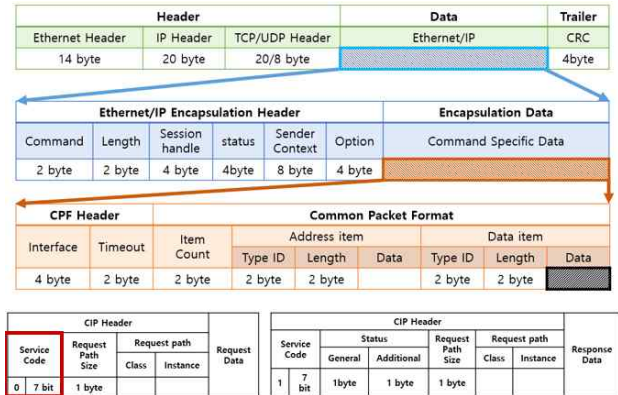 Header Data Trailer
Ethernet Header IP Header TCP/UDP Header Ethernet/IP CRC
14 byte 20 byte 20/8 byte 4byte
Ethernet/IP Encapsulation Header Encapsulation Data
Command Length Session handle status Sender Context Option Command Specific Data
2 byte 2 byte 4 byte 4byte 8 byte 4 byte
CPF Header Common Packet Format
Interface Timeout Item Count Address item Data item
Type ID Length Data Type ID Length Data
4 byte 2 byte 2 byte 2 byte 2 byte 2 byte 2 byte
CIP Header
Service Code Request Path Size Request path Request Data
Class Instance
0 7 bit 1 byte
CIP Header
Service Code Status Request Path Size Request path Response Data
General Additional Class Instance
1 7 bit 1byte 1 byte 1 byte